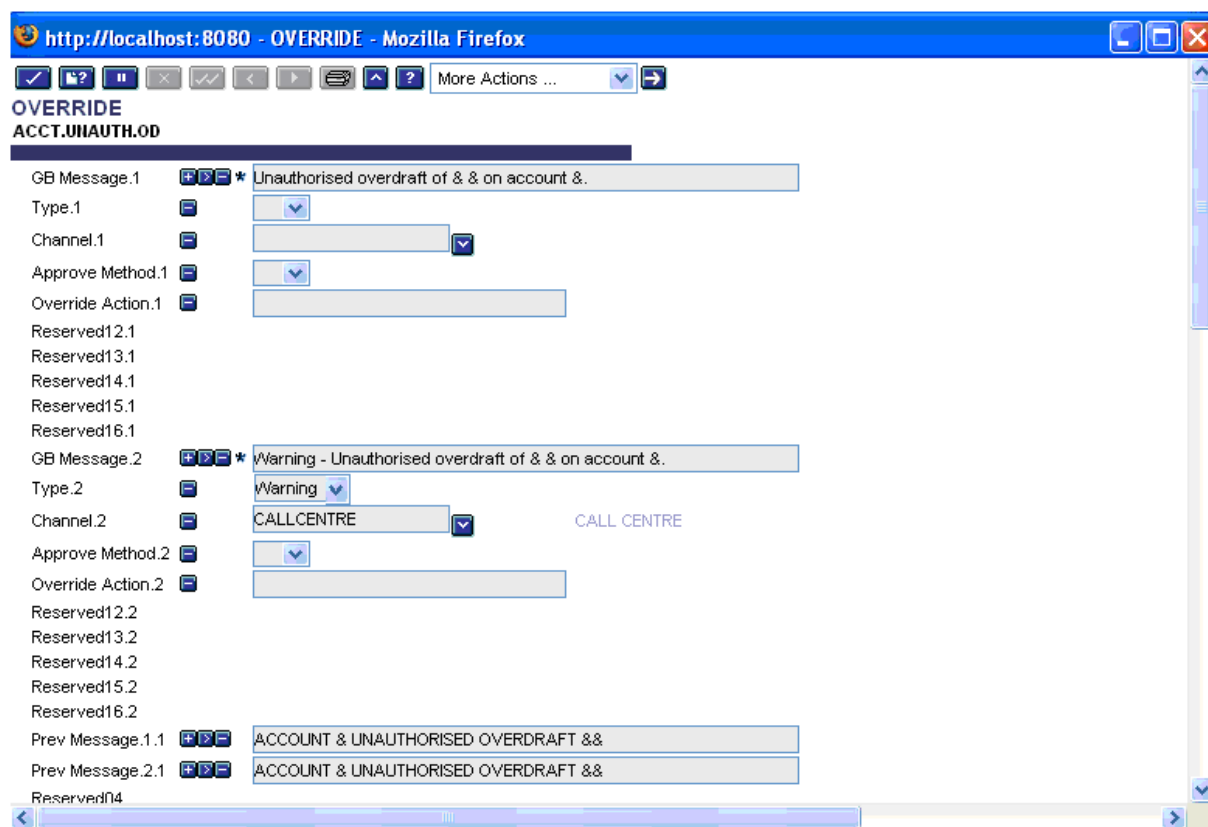 http://localhost:8080 - OVERRIDE - Mozilla Firefox
More Actions ...
OVERRIDE
ACCT.UNAUTH.OD
GB Message.1 * Unauthorised overdraft of & & on account &.
Type.1
Channel.1
Approve Method.1
Override Action.1
Reserved12.1
Reserved13.1
Reserved14.1
Reserved15.1
Reserved16.1
GB Message.2 * Warning - Unauthorised overdraft of & & on account &.
Type.2 Warning
Channel.2 CALLCENTRE CALL CENTRE
Approve Method.2
Override Action.2
Reserved12.2
Reserved13.2
Reserved14.2
Reserved15.2
Reserved16.2
Prev Message.1.1 ACCOUNT & UNAUTHORISED OVERDRAFT &&
Prev Message.2.1 ACCOUNT & UNAUTHORISED OVERDRAFT &&
Reserved04